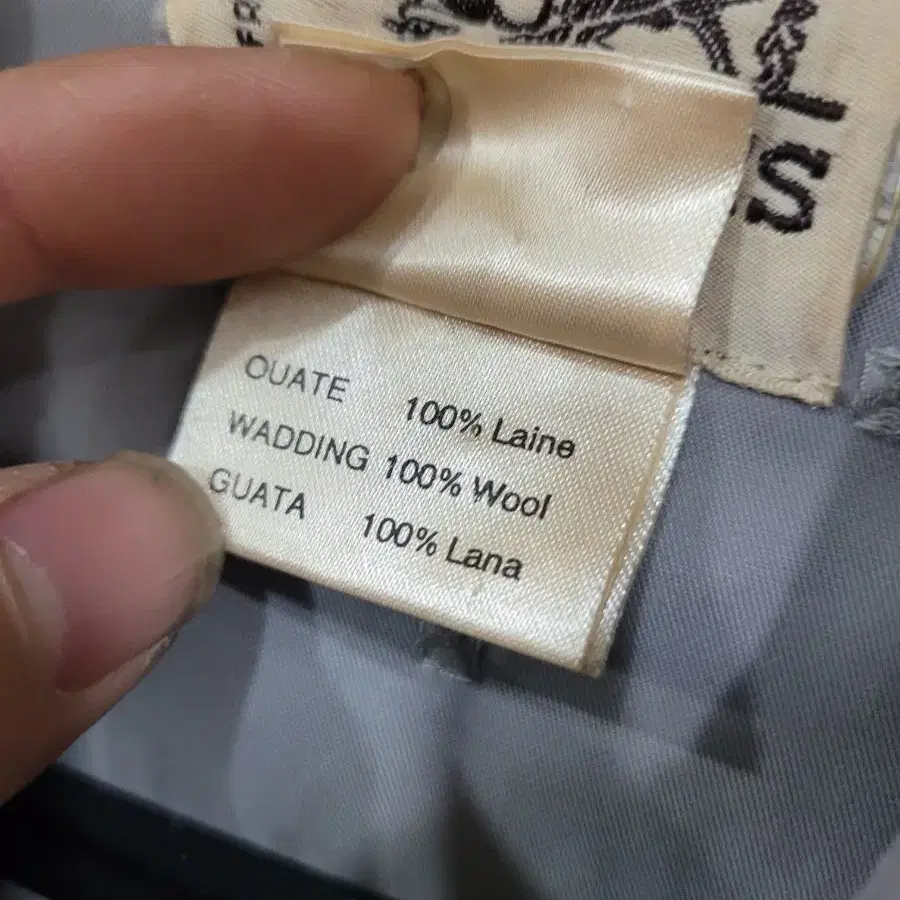 OUATE 100% Laine
WADDING 100% Wool
GUATA 100% Lana